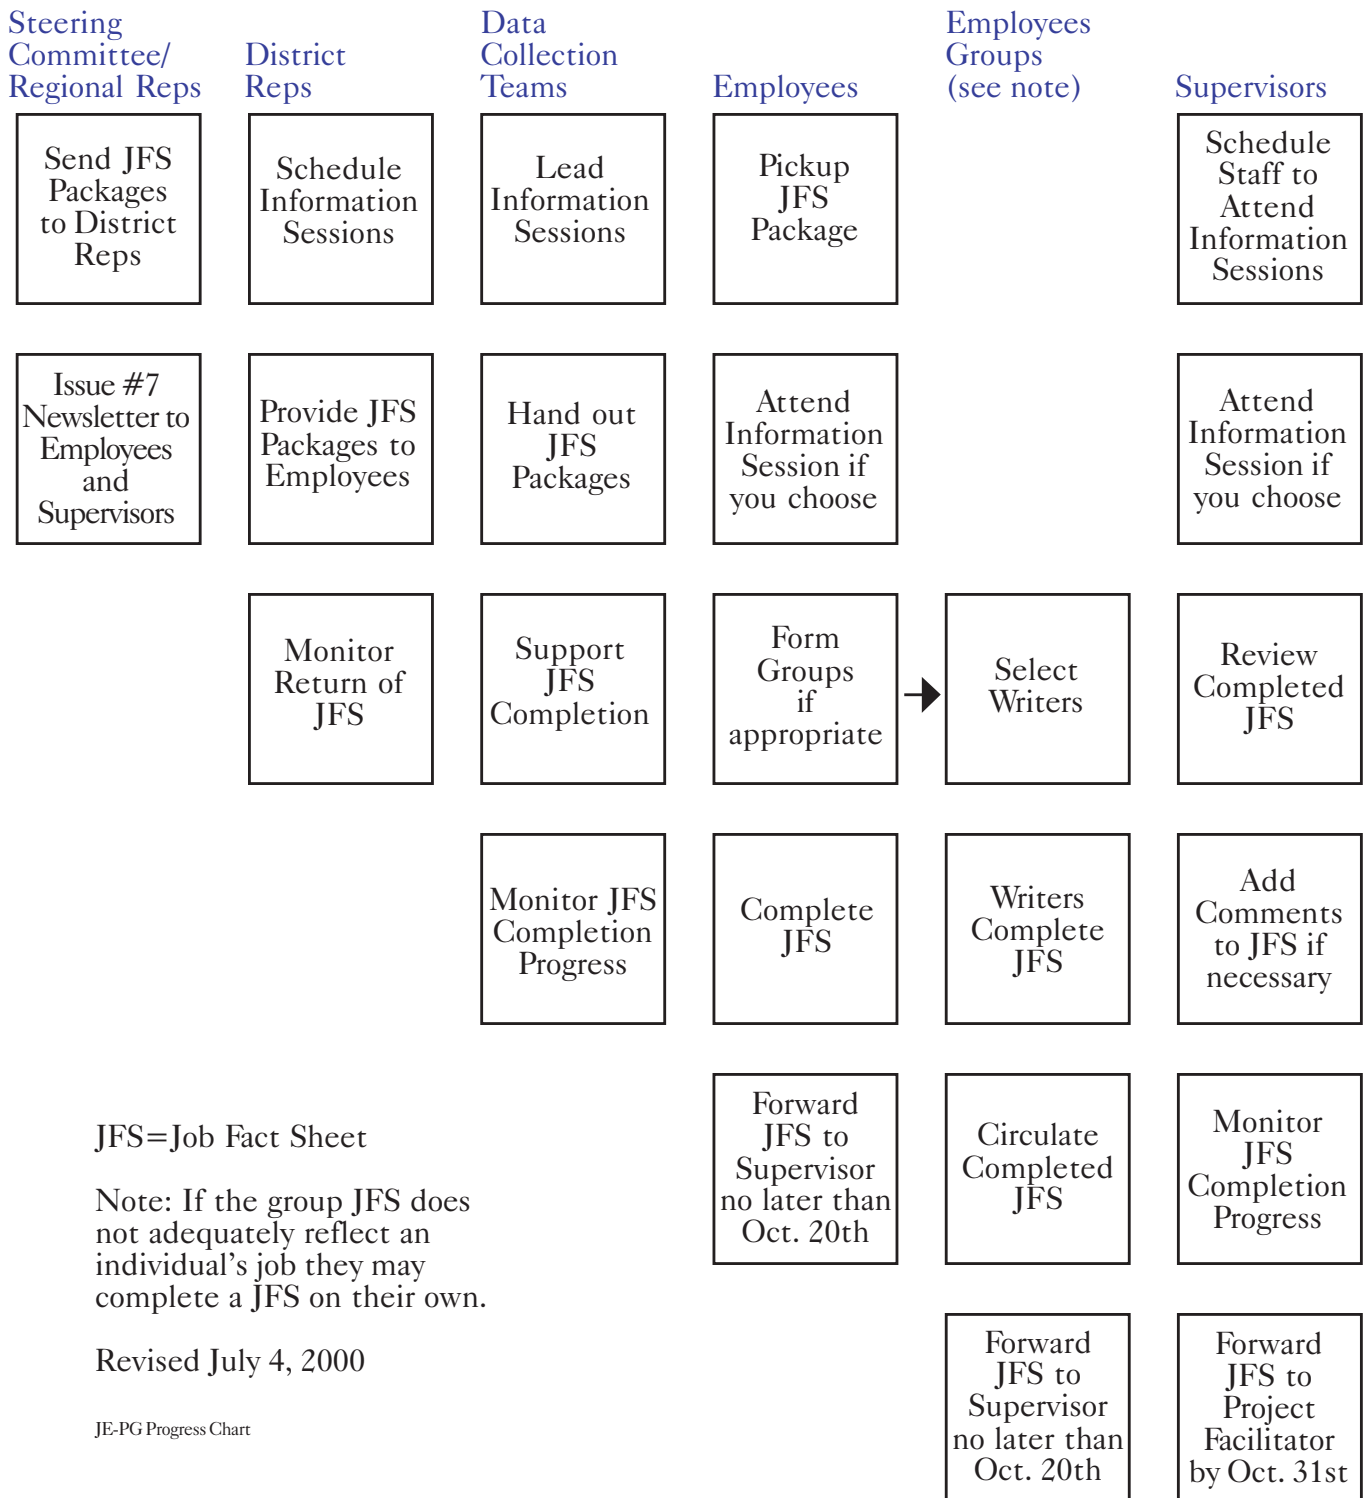 Steering
Committee/
Regional Reps
District
Reps
Data
Collection
Teams
Employees
Employees
Groups
(see note)
Supervisors
Send JFS
Packages
to District
Reps
Schedule
Information
Sessions
Lead
Information
Sessions
Pickup
JFS
Package
Schedule
Staff to
Attend
Information
Sessions
Issue #7
Newsletter to
Employees
and
Supervisors
Provide JFS
Packages to
Employees
Hand out
JFS
Packages
Attend
Information
Session if
you choose
Attend
Information
Session if
you choose
Monitor
Return of
JFS
Support
JFS
Completion
Form
Groups
if
appropriate
Select
Writers
Review
Completed
JFS
Monitor JFS
Completion
Progress
Complete
JFS
Writers
Complete
JFS
Add
Comments
to JFS if
necessary
Forward
JFS to
Supervisor
no later than
Oct. 20th
Circulate
Completed
JFS
Monitor
JFS
Completion
Progress
Forward
JFS to
Supervisor
no later than
Oct. 20th
Forward
JFS to
Project
Facilitator
by Oct. 31st
JFS=Job Fact Sheet
Note: If the group JFS does
not adequately reflect an
individual’s job they may
complete a JFS on their own.
Revised July 4, 2000
JE-PG Progress Chart